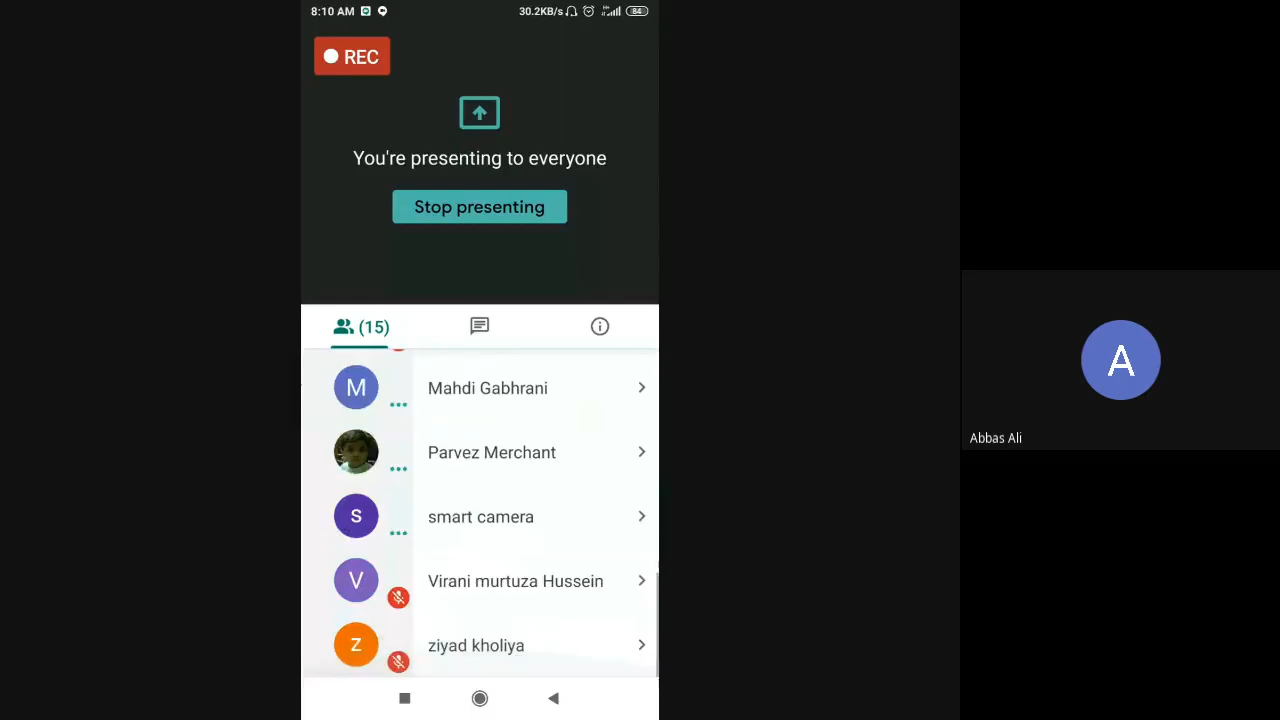 8:10 AM 30.2KB/s 84
REC
You're presenting to everyone
Stop presenting
(15)
M Mahdi Gabhrani
Parvez Merchant
S smart camera
V Virani murtuza Hussein
Z ziyad kholiya
A
Abbas Ali